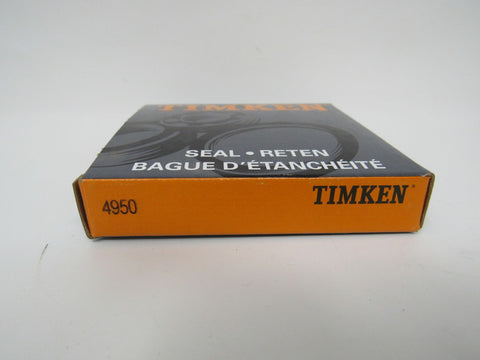 TIMKEN
SEAL • RETEN
BAGUE D'ÉTANCHÉITÉ
4950 TIMKEN